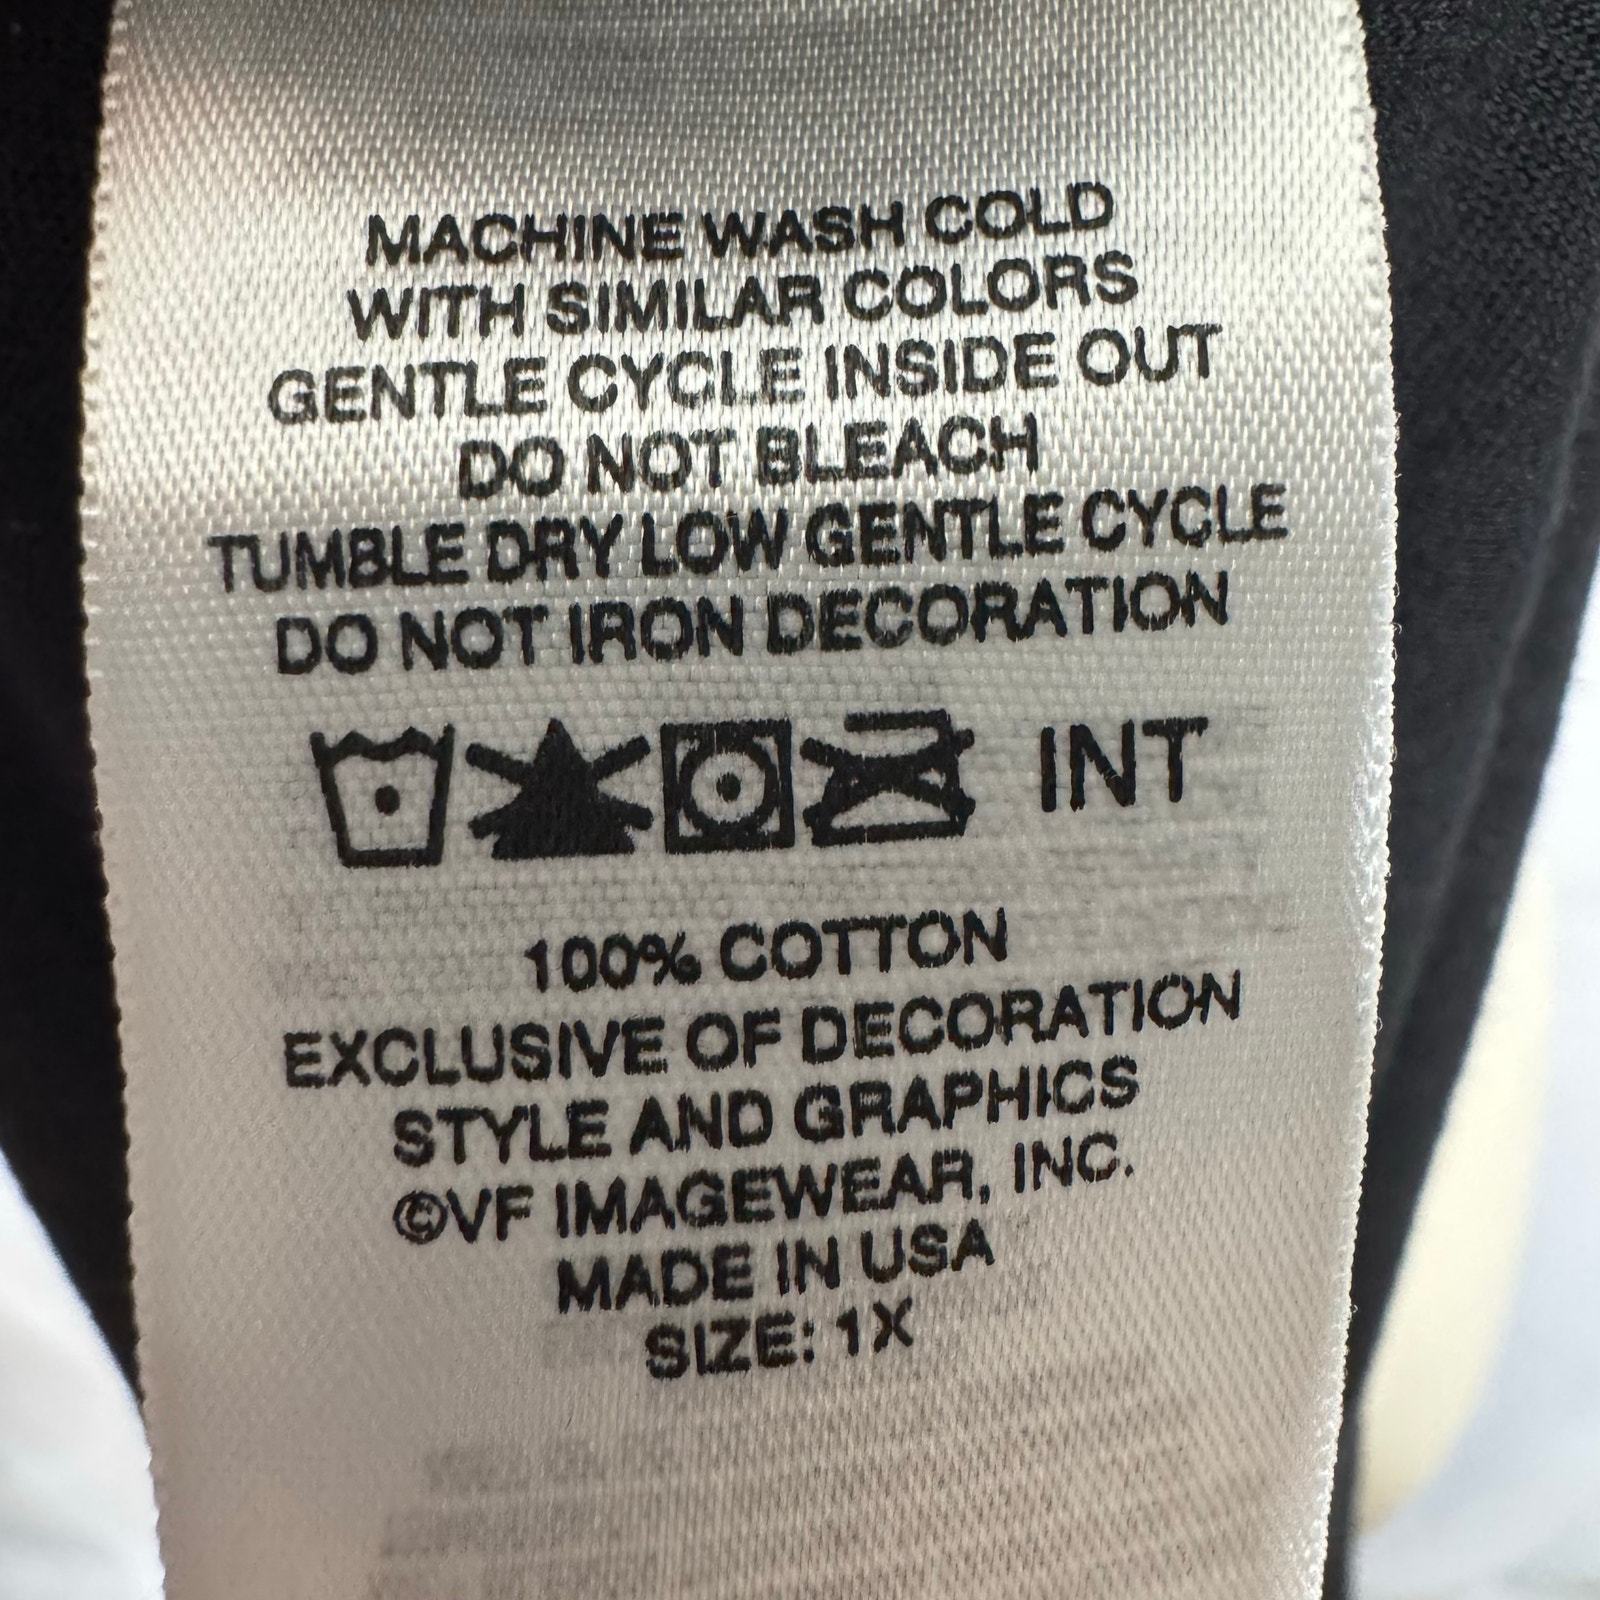 MACHINE WASH COLD
WITH SIMILAR COLORS
GENTLE CYCLE INSIDE OUT
DO NOT BLEACH
TUMBLE DRY LOW GENTLE CYCLE
DO NOT IRON DECORATION
INT
100% COTTON
EXCLUSIVE OF DECORATION
STYLE AND GRAPHICS
©VF IMAGEWEAR, INC.
MADE IN USA
SIZE: 1X